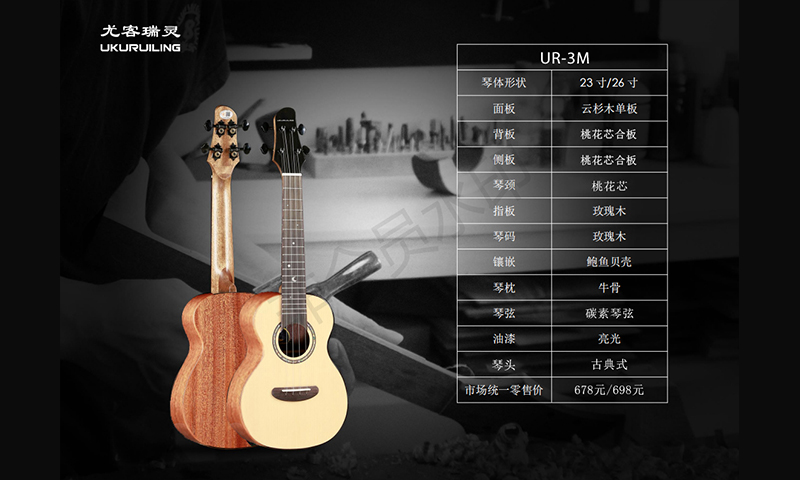 尤客瑞灵
UKURUILING
UR-3M
琴体形状 23寸/26寸
面板 云杉木单板
背板 桃花芯合板
侧板 桃花芯合板
琴颈 桃花芯
指板 玫瑰木
琴码 玫瑰木
镶嵌 鲍鱼贝壳
琴枕 牛骨
琴弦 碳素琴弦
油漆 亮光
琴头 古典式
市场统一零售价 678元/698元